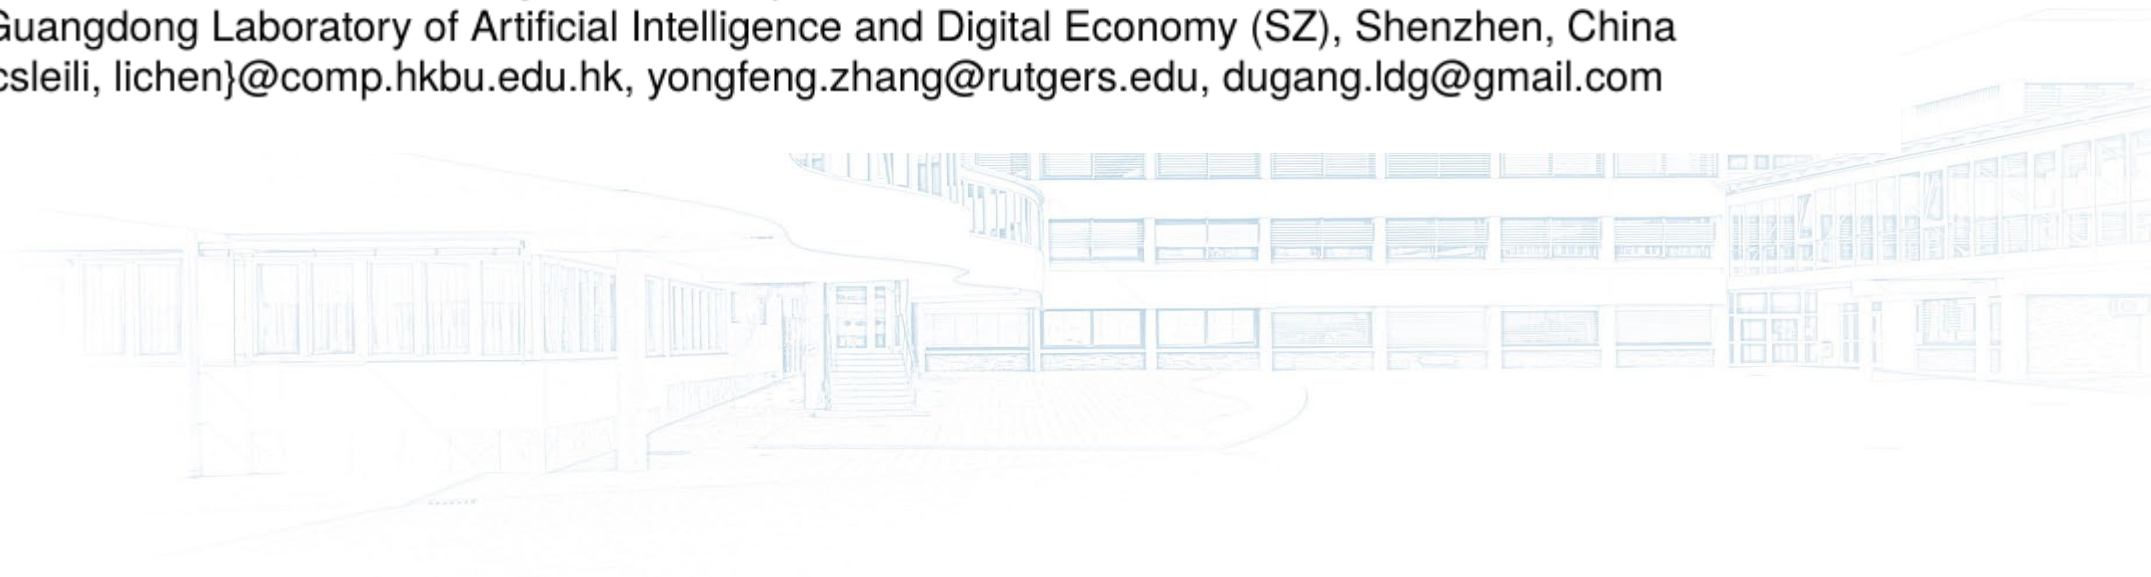 Guangdong Laboratory of Artificial Intelligence and Digital Economy (SZ), Shenzhen, China
csleili, lichen}@comp.hkbu.edu.hk, yongfeng.zhang@rutgers.edu, dugang.ldg@gmail.com